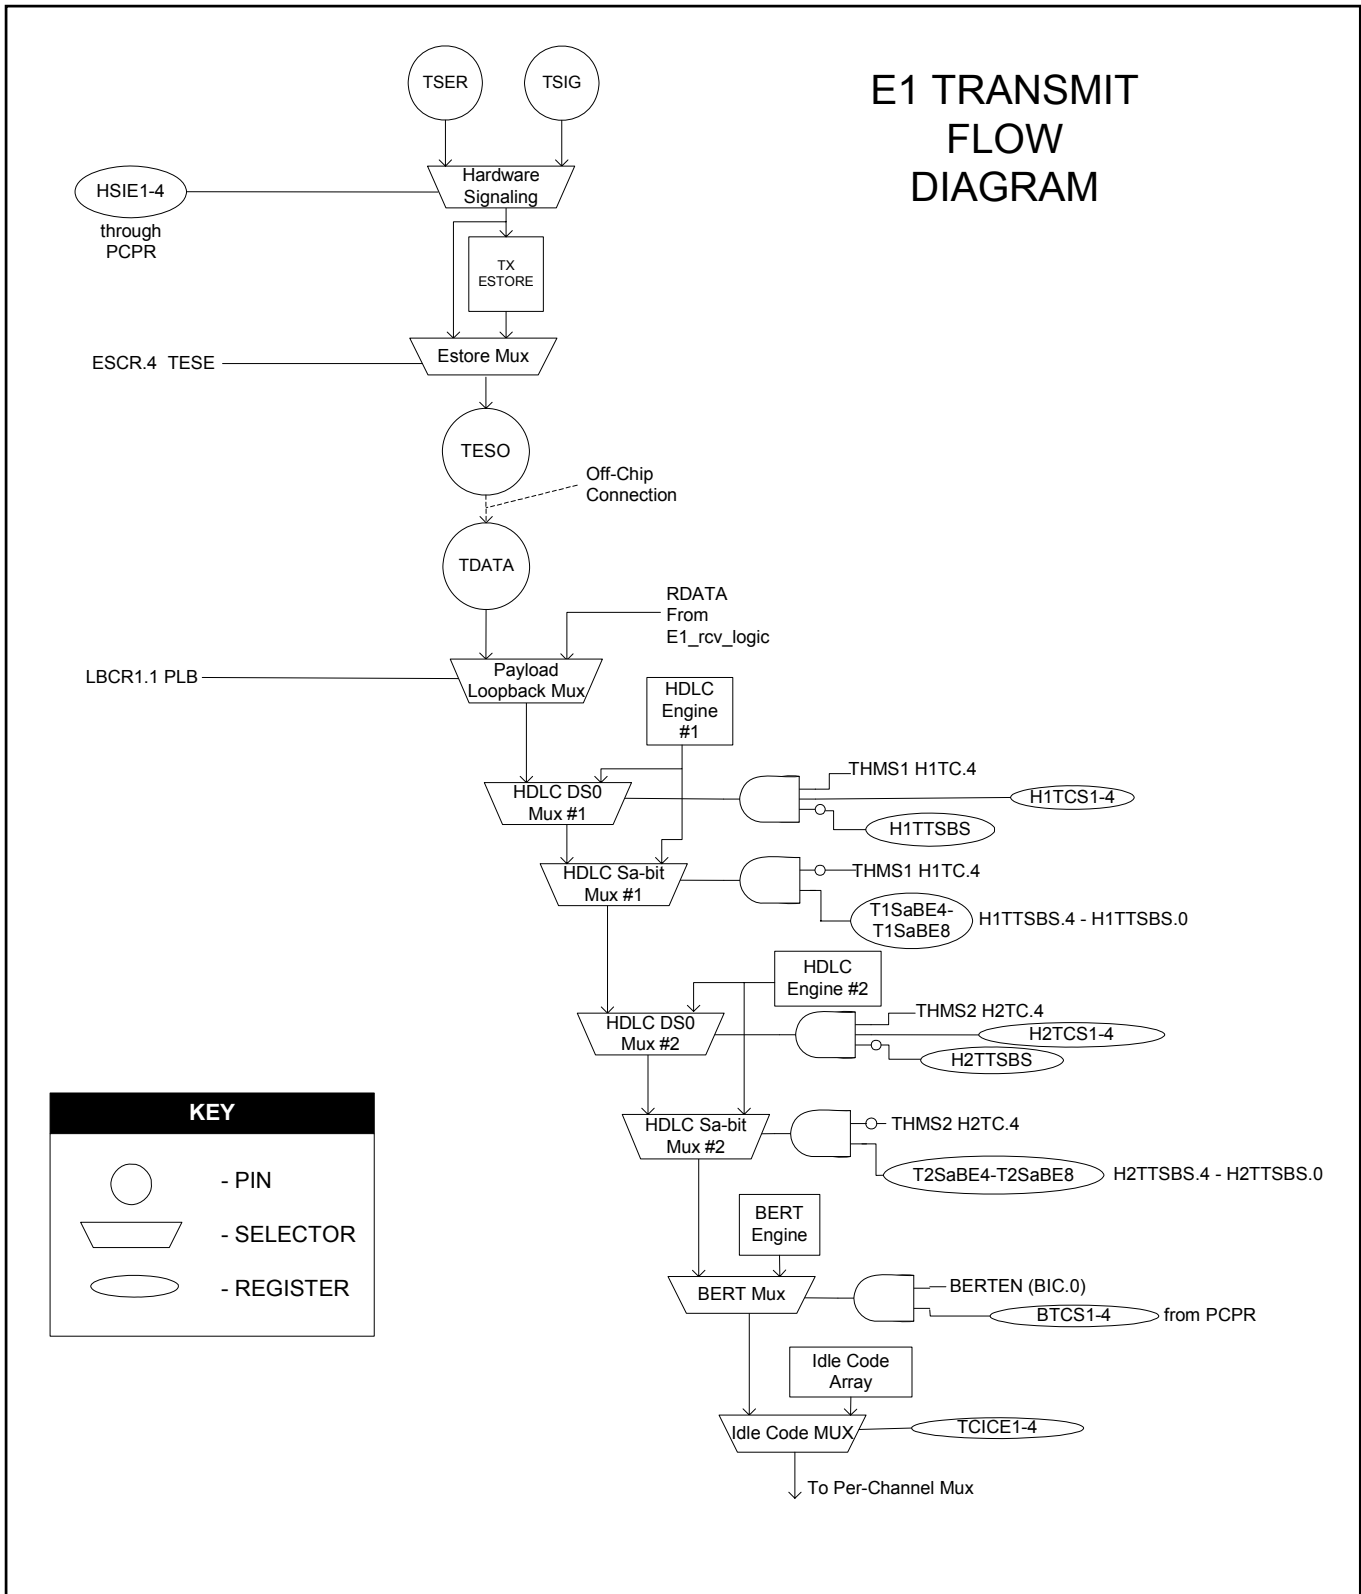 E1 TRANSMIT
FLOW
DIAGRAM
TSER
TSIG
Hardware
Signaling
HSIE1-4
through
PCPR
TX
ESTORE
Estore Mux
ESCR.4 TESE
TESO
Off-Chip
Connection
TDATA
RDATA
From
E1_rcv_logic
LBCR1.1 PLB
Payload
Loopback Mux
HDLC
Engine
#1
THMS1 H1TC.4
HDLC DS0
Mux #1
H1TCS1-4
H1TTSBS
HDLC Sa-bit
Mux #1
THMS1 H1TC.4
T1SaBE4-
T1SaBE8
H1TTSBS.4 - H1TTSBS.0
HDLC
Engine #2
THMS2 H2TC.4
HDLC DS0
Mux #2
H2TCS1-4
H2TTSBS
HDLC Sa-bit
Mux #2
THMS2 H2TC.4
T2SaBE4-T2SaBE8
H2TTSBS.4 - H2TTSBS.0
KEY
- PIN
- SELECTOR
- REGISTER
BERT
Engine
BERT Mux
BERTEN (BIC.0)
BTCS1-4
from PCPR
Idle Code
Array
Idle Code MUX
TCICE1-4
To Per-Channel Mux